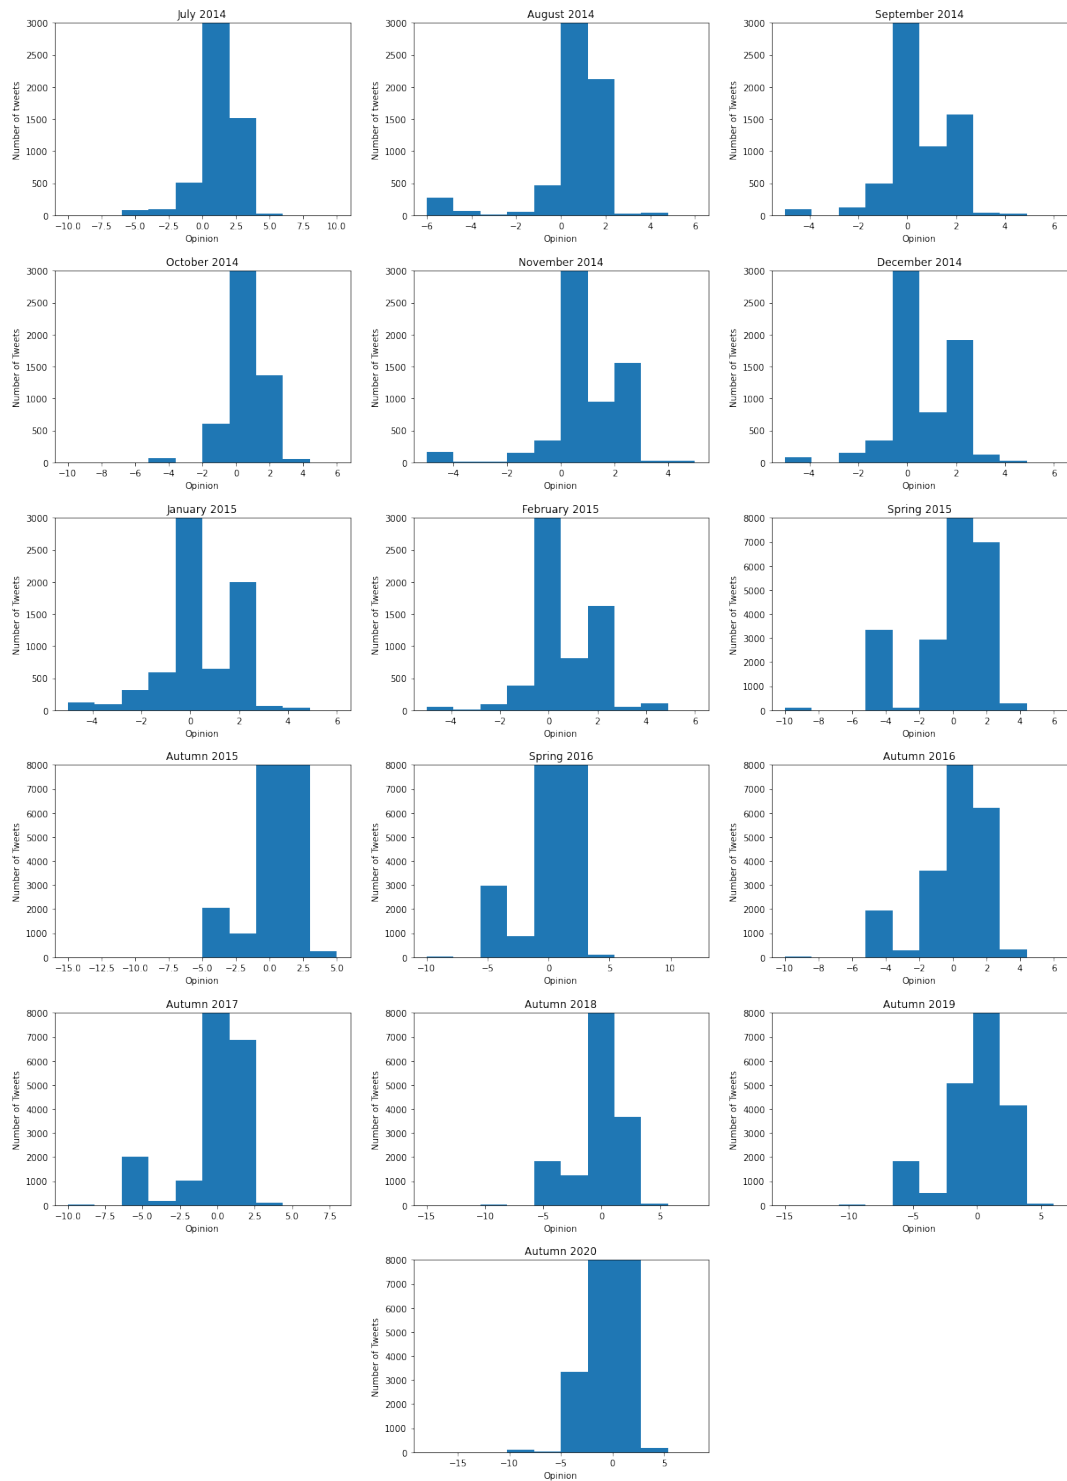 July 2014
Number of tweets
3000
2500
2000
1500
1000
500
0
−10.0 −7.5 −5.0 −2.5 0.0 2.5 5.0 7.5 10.0
Opinion
August 2014
Number of Tweets
3000
2500
2000
1500
1000
500
0
−6 −4 −2 0 2 4 6
Opinion
September 2014
Number of Tweets
3000
2500
2000
1500
1000
500
0
−4 −2 0 2 4 6
Opinion
October 2014
Number of Tweets
3000
2500
2000
1500
1000
500
0
−10 −8 −6 −4 −2 0 2 4 6
Opinion
November 2014
Number of Tweets
3000
2500
2000
1500
1000
500
0
−4 −2 0 2 4
Opinion
December 2014
Number of Tweets
3000
2500
2000
1500
1000
500
0
−4 −2 0 2 4 6
Opinion
January 2015
Number of Tweets
3000
2500
2000
1500
1000
500
0
−4 −2 0 2 4 6
Opinion
February 2015
Number of Tweets
3000
2500
2000
1500
1000
500
0
−4 −2 0 2 4 6
Opinion
Spring 2015
Number of Tweets
8000
7000
6000
5000
4000
3000
2000
1000
0
−10 −8 −6 −4 −2 0 2 4 6
Opinion
Autumn 2015
Number of Tweets
8000
7000
6000
5000
4000
3000
2000
1000
0
−15.0 −12.5 −10.0 −7.5 −5.0 −2.5 0.0 2.5 5.0
Opinion
Spring 2016
Number of Tweets
8000
7000
6000
5000
4000
3000
2000
1000
0
−10 −5 0 5 10
Opinion
Autumn 2016
Number of Tweets
8000
7000
6000
5000
4000
3000
2000
1000
0
−10 −8 −6 −4 −2 0 2 4 6
Opinion
Autumn 2017
Number of Tweets
8000
7000
6000
5000
4000
3000
2000
1000
0
−10.0 −7.5 −5.0 −2.5 0.0 2.5 5.0 7.5
Opinion
Autumn 2018
Number of Tweets
8000
7000
6000
5000
4000
3000
2000
1000
0
−15 −10 −5 0 5
Opinion
Autumn 2019
Number of Tweets
8000
7000
6000
5000
4000
3000
2000
1000
0
−15 −10 −5 0 5
Opinion
Autumn 2020
Number of Tweets
8000
7000
6000
5000
4000
3000
2000
1000
0
−15 −10 −5 0 5
Opinion